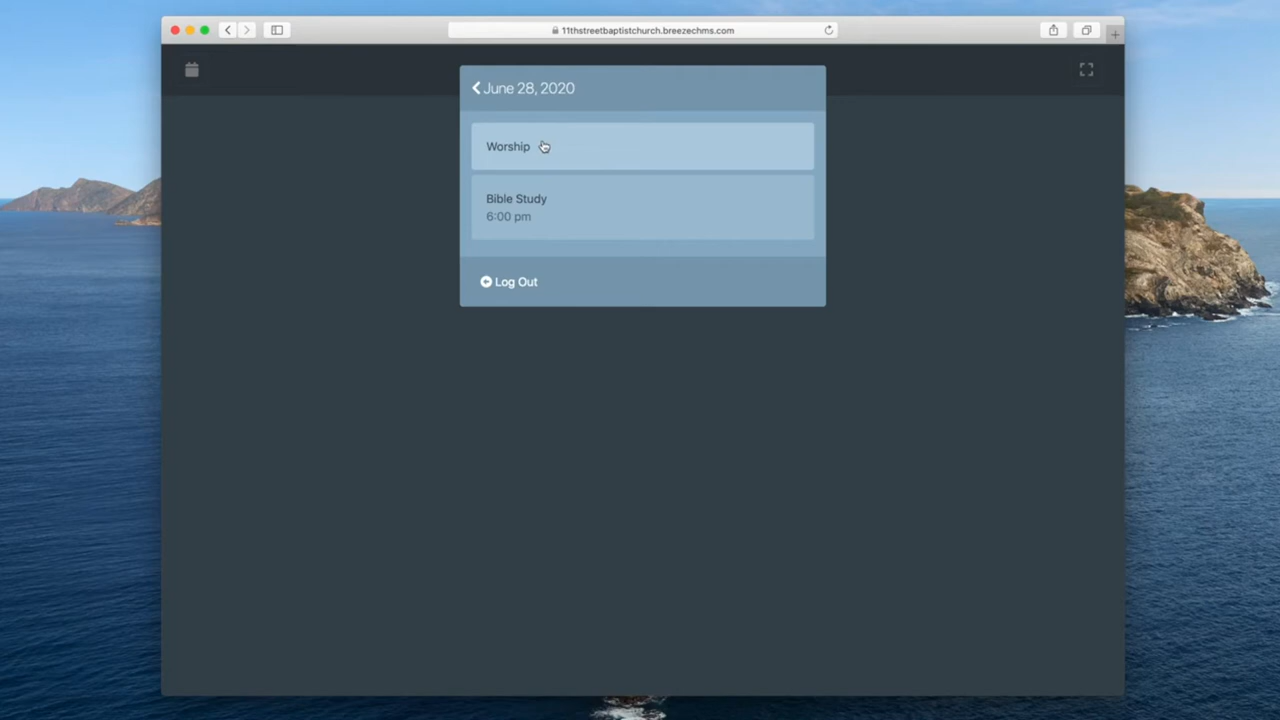 11thstreetbaptistchurch.breezechms.com
June 28, 2020
Worship
Bible Study
6:00 pm
Log Out